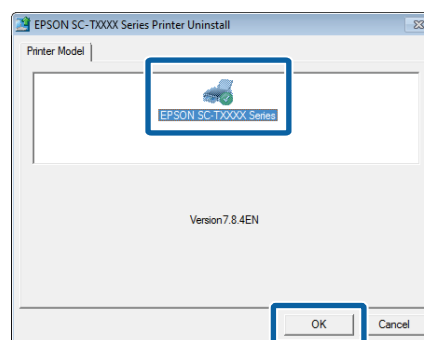 EPSON SC-TXXXX Series Printer Uninstall
Printer Model
EPSON SC-TXXXX Series
Version7.8.4EN
OK
Cancel